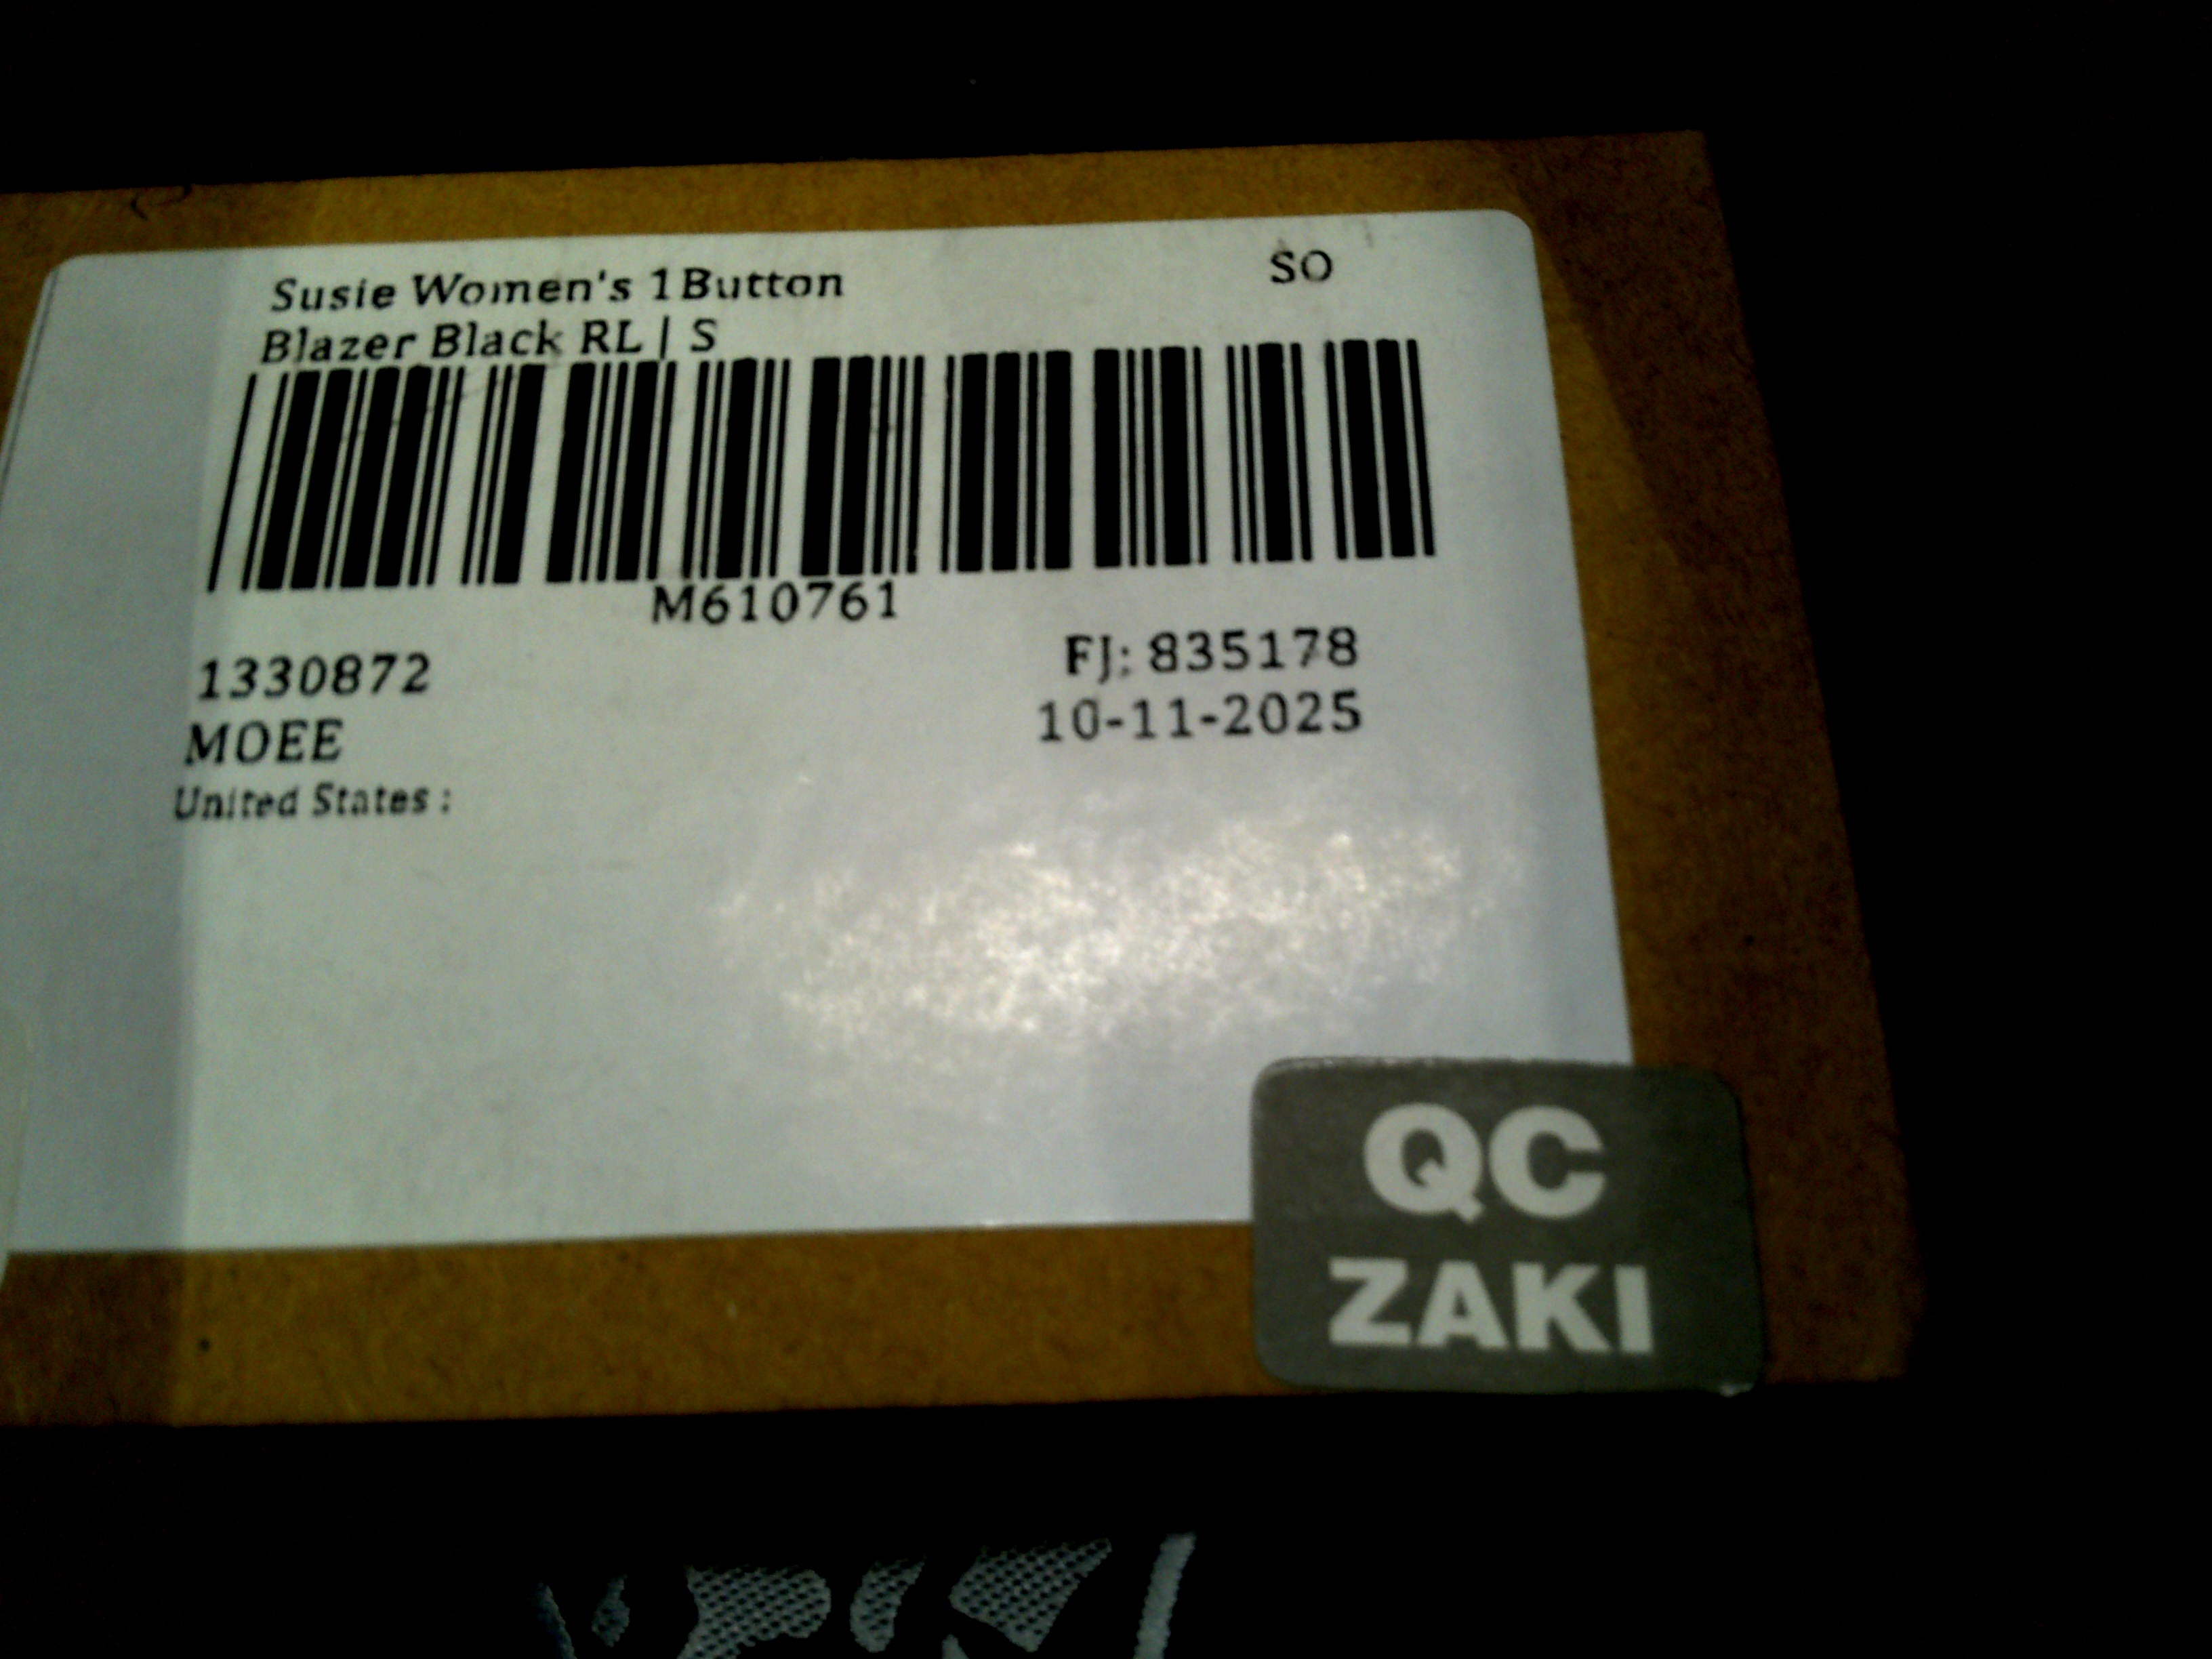 Susie Women's 1Button
Blazer Black RL | S
SO
M610761
1330872
FJ: 835178
MOEE
10-11-2025
United States :
QC
ZAKI